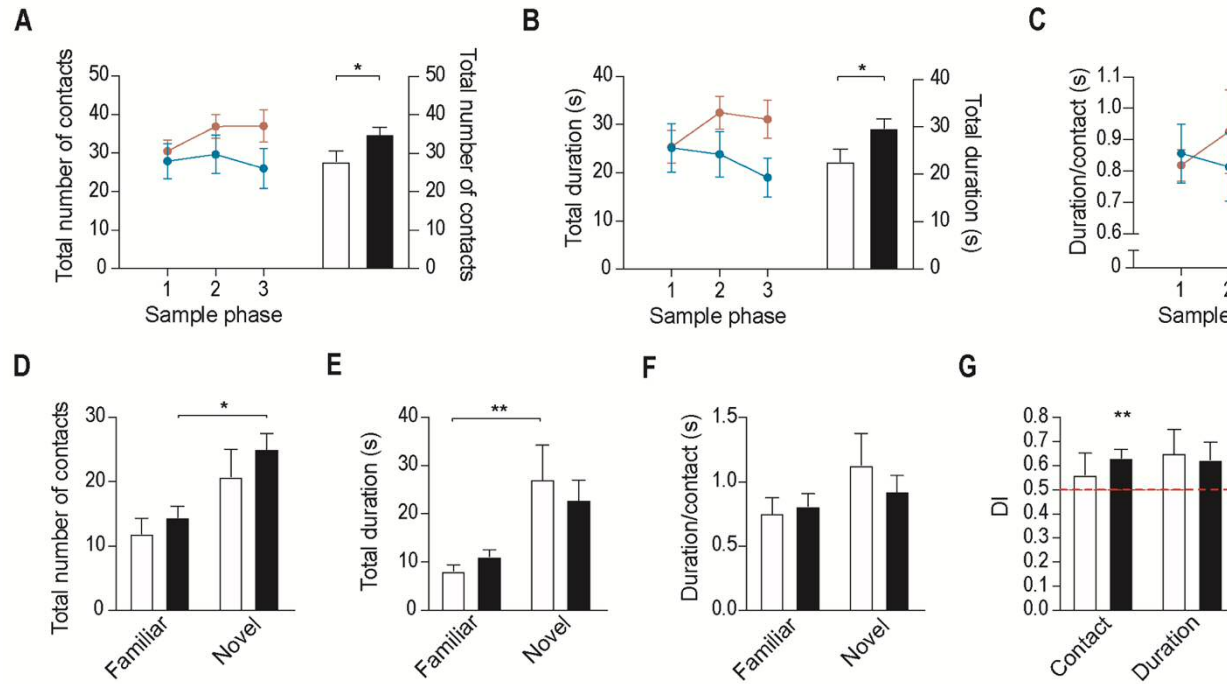 A
Total number of contacts
50
40
30
20
10
0
1 2 3
Sample phase
*
50
40
30
20
10
0
Total number of contacts
B
Total duration (s)
40
30
20
10
0
1 2 3
Sample phase
*
40
30
20
10
0
Total duration (s)
C
Duration/contact (s)
1.1
1.0
0.9
0.8
0.7
0.6
0
1
Sample
D
Total number of contacts
30
20
10
0
*
Familiar
Novel
E
Total duration (s)
40
30
20
10
0
**
Familiar
Novel
F
Duration/contact (s)
1.5
1.0
0.5
0.0
Familiar
Novel
G
DI
0.8
0.7
0.6
0.5
0.4
0.3
0.2
0.1
0.0
**
Contact
Duration